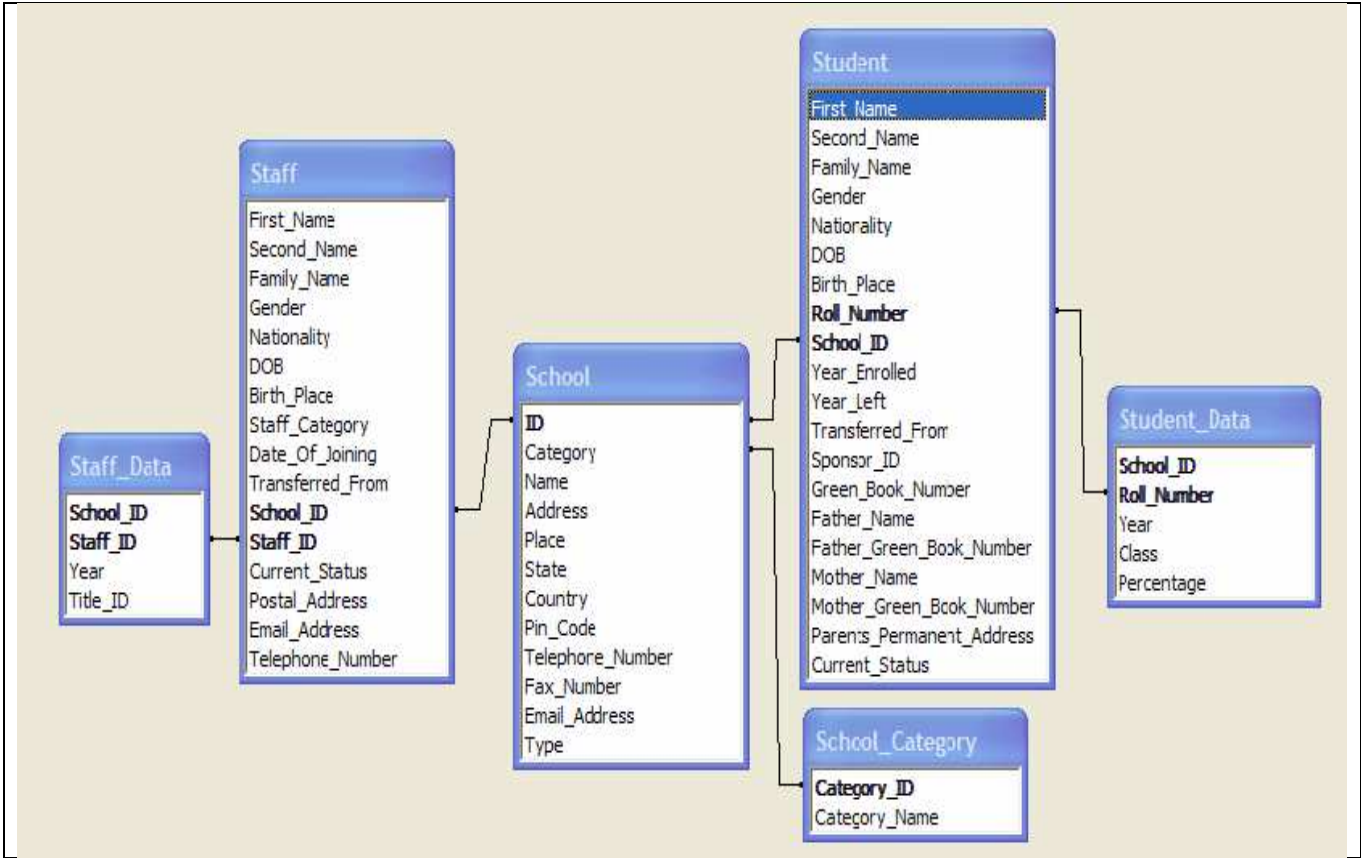 Staff_Data
School_ID
Staff_ID
Year
Title_ID
Staff
First_Name
Second_Name
Family_Name
Gender
Nationality
DOB
Birth_Place
Staff_Category
Date_Of_Joining
Transferred_From
School_ID
Staff_ID
Current_Status
Postal_Address
Email_Address
Telephone_Number
School
ID
Category
Name
Address
Place
State
Country
Pin_Code
Telephone_Number
Fax_Number
Email_Address
Type
Student
First_Name
Second_Name
Family_Name
Gender
Nationality
DOB
Birth_Place
Roll_Number
School_ID
Year_Enrolled
Year_Left
Transferred_From
Sponsor_ID
Green_Book_Number
Father_Name
Father_Green_Book_Number
Mother_Name
Mother_Green_Book_Number
Parents_Permanent_Address
Current_Status
School_Category
Category_ID
Category_Name
Student_Data
School_ID
Roll_Number
Year
Class
Percentage